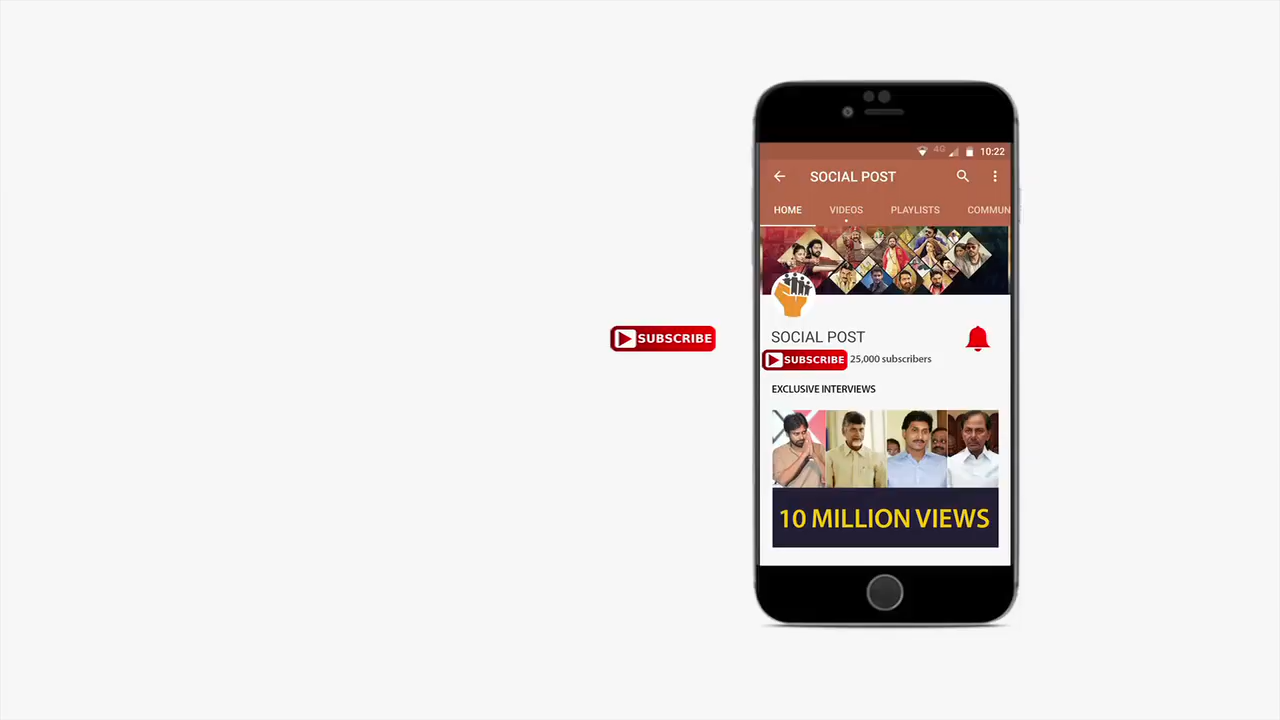 4G 10:22
SOCIAL POST
HOME VIDEOS PLAYLISTS COMMUN
SUBSCRIBE
SOCIAL POST
SUBSCRIBE 25,000 subscribers
EXCLUSIVE INTERVIEWS
10 MILLION VIEWS